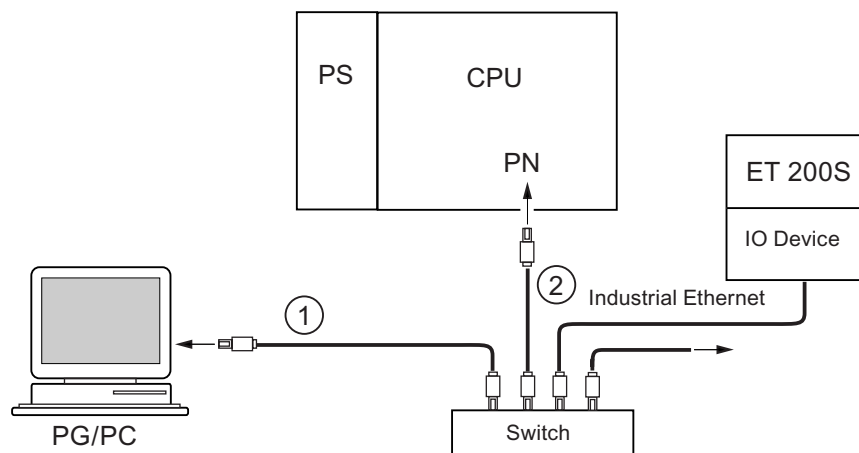 PS
CPU
PN
ET 200S
IO Device
1
2
Industrial Ethernet
PG/PC
Switch